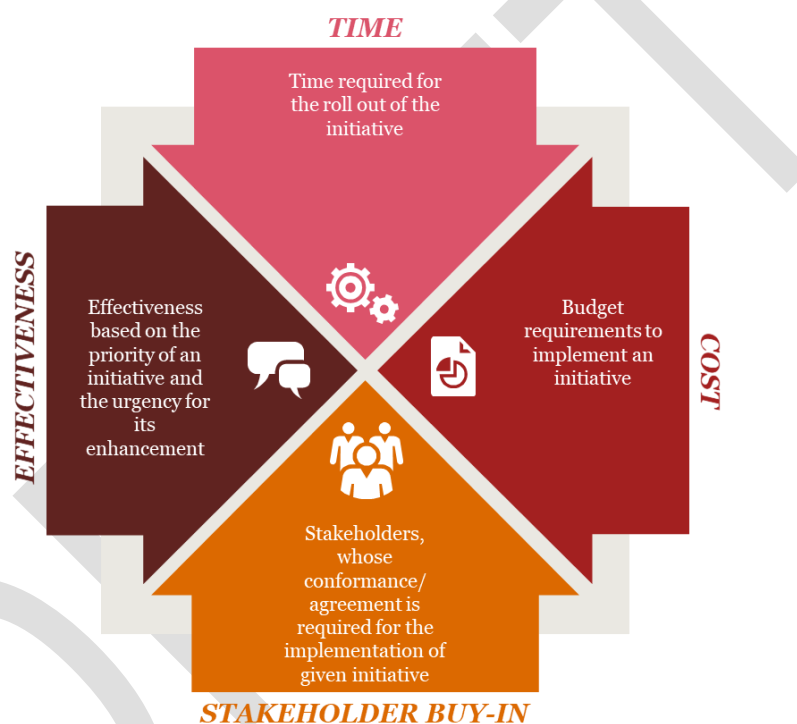 TIME
Time required for
the roll out of the
initiative
EFFECTIVENESS
Effectiveness
based on the
priority of an
initiative and
the urgency for
its
enhancement
Budget
requirements to
implement an
initiative
COST
Stakeholders,
whose
conformance/
agreement is
required for the
implementation of
given initiative
STAKEHOLDER BUY-IN